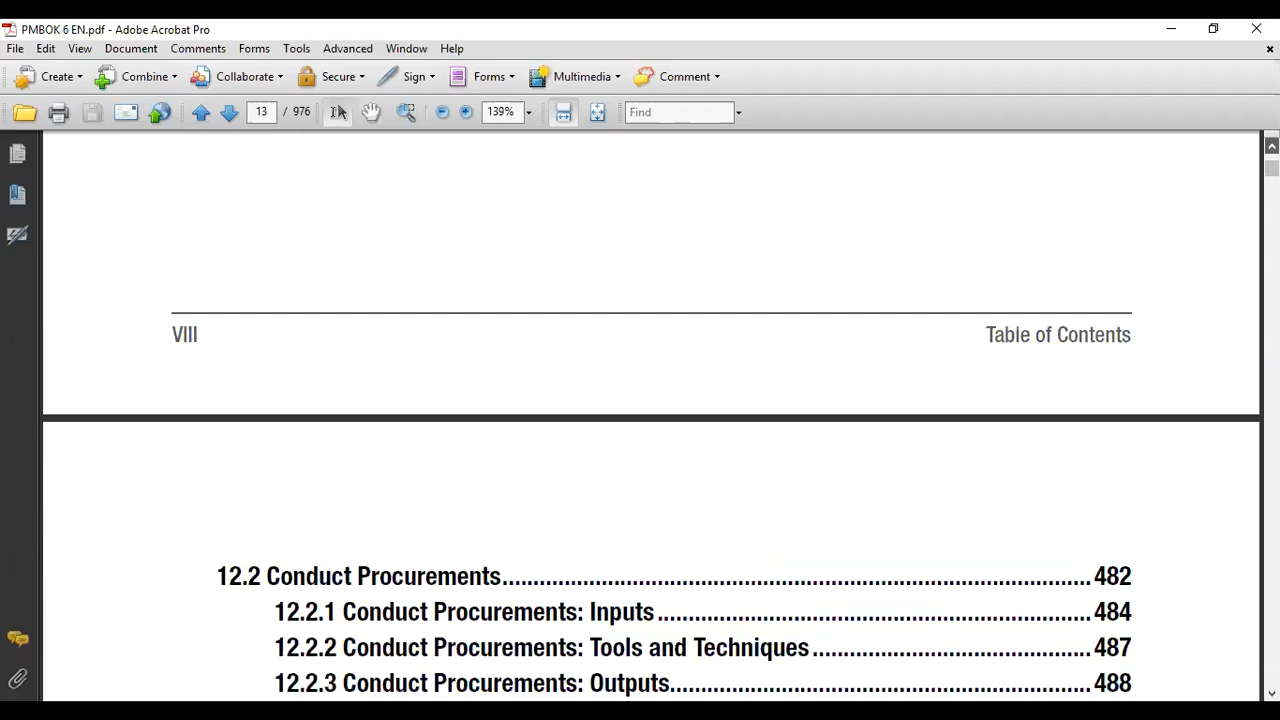 PMBOK 6 EN.pdf - Adobe Acrobat Pro
File Edit View Document Comments Forms Tools Advanced Window Help
Create Combine Collaborate Secure Sign Forms Multimedia Comment
13 / 976 139% Find
VIII Table of Contents
12.2 Conduct Procurements 482
12.2.1 Conduct Procurements: Inputs 484
12.2.2 Conduct Procurements: Tools and Techniques 487
12.2.3 Conduct Procurements: Outputs 488